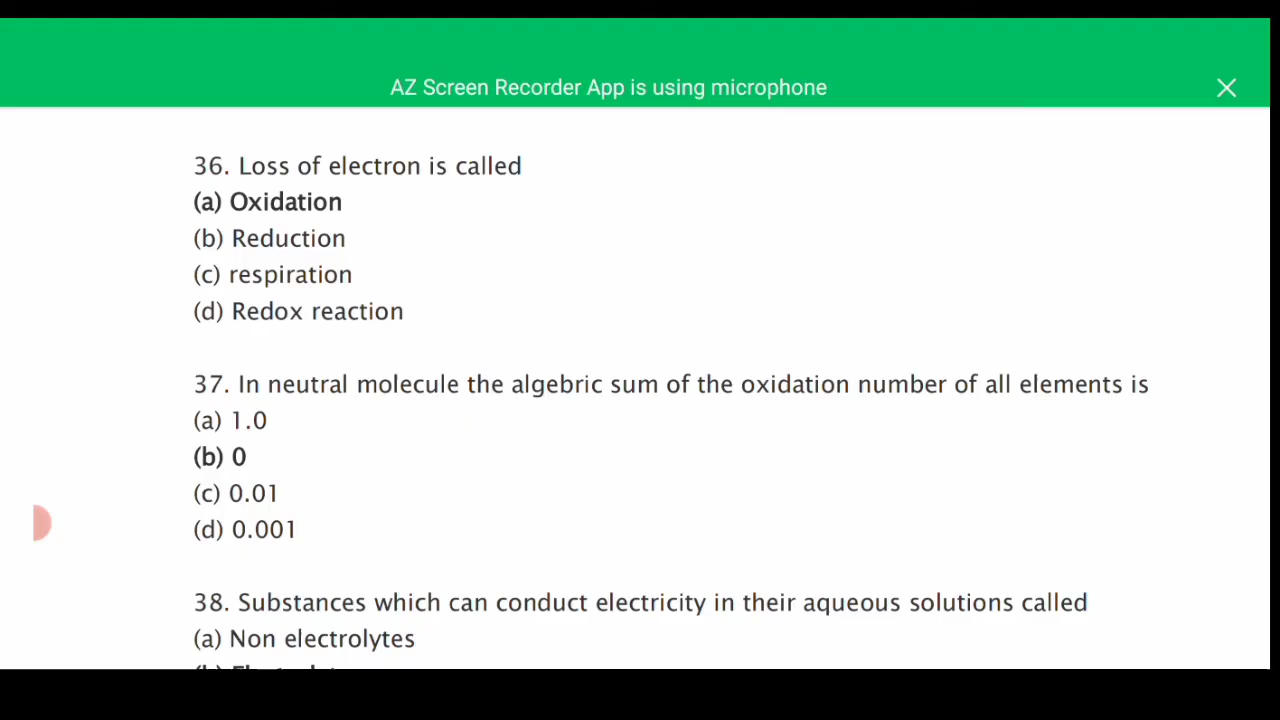 AZ Screen Recorder App is using microphone
36. Loss of electron is called
(a) Oxidation
(b) Reduction
(c) respiration
(d) Redox reaction
37. In neutral molecule the algebric sum of the oxidation number of all elements is
(a) 1.0
(b) 0
(c) 0.01
(d) 0.001
38. Substances which can conduct electricity in their aqueous solutions called
(a) Non electrolytes